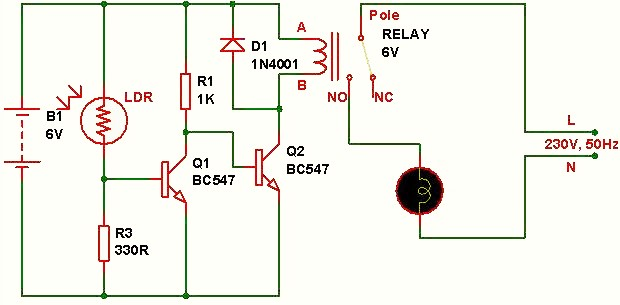 Pole
A
RELAY
6V
D1
1N4001
B
LDR
R1
1K
NO
NC
B1
6V
L
230V, 50Hz
N
Q1
BC547
Q2
BC547
R3
330R